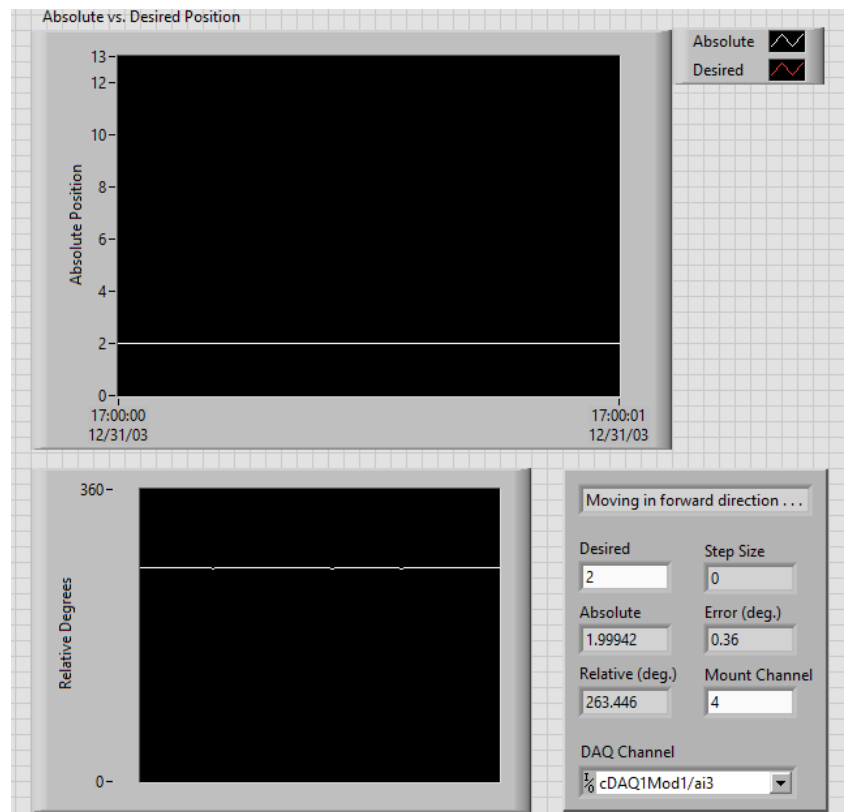 Absolute vs. Desired Position
Absolute
Desired
13
12
10
8
6
4
2
0
Absolute Position
17:00:00
12/31/03
17:00:01
12/31/03
360
0
Relative Degrees
Moving in forward direction . . .
Desired
Step Size
2
0
Absolute
Error (deg.)
1.99942
0.36
Relative (deg.)
Mount Channel
263.446
4
DAQ Channel
I/0 cDAQ1Mod1/ai3